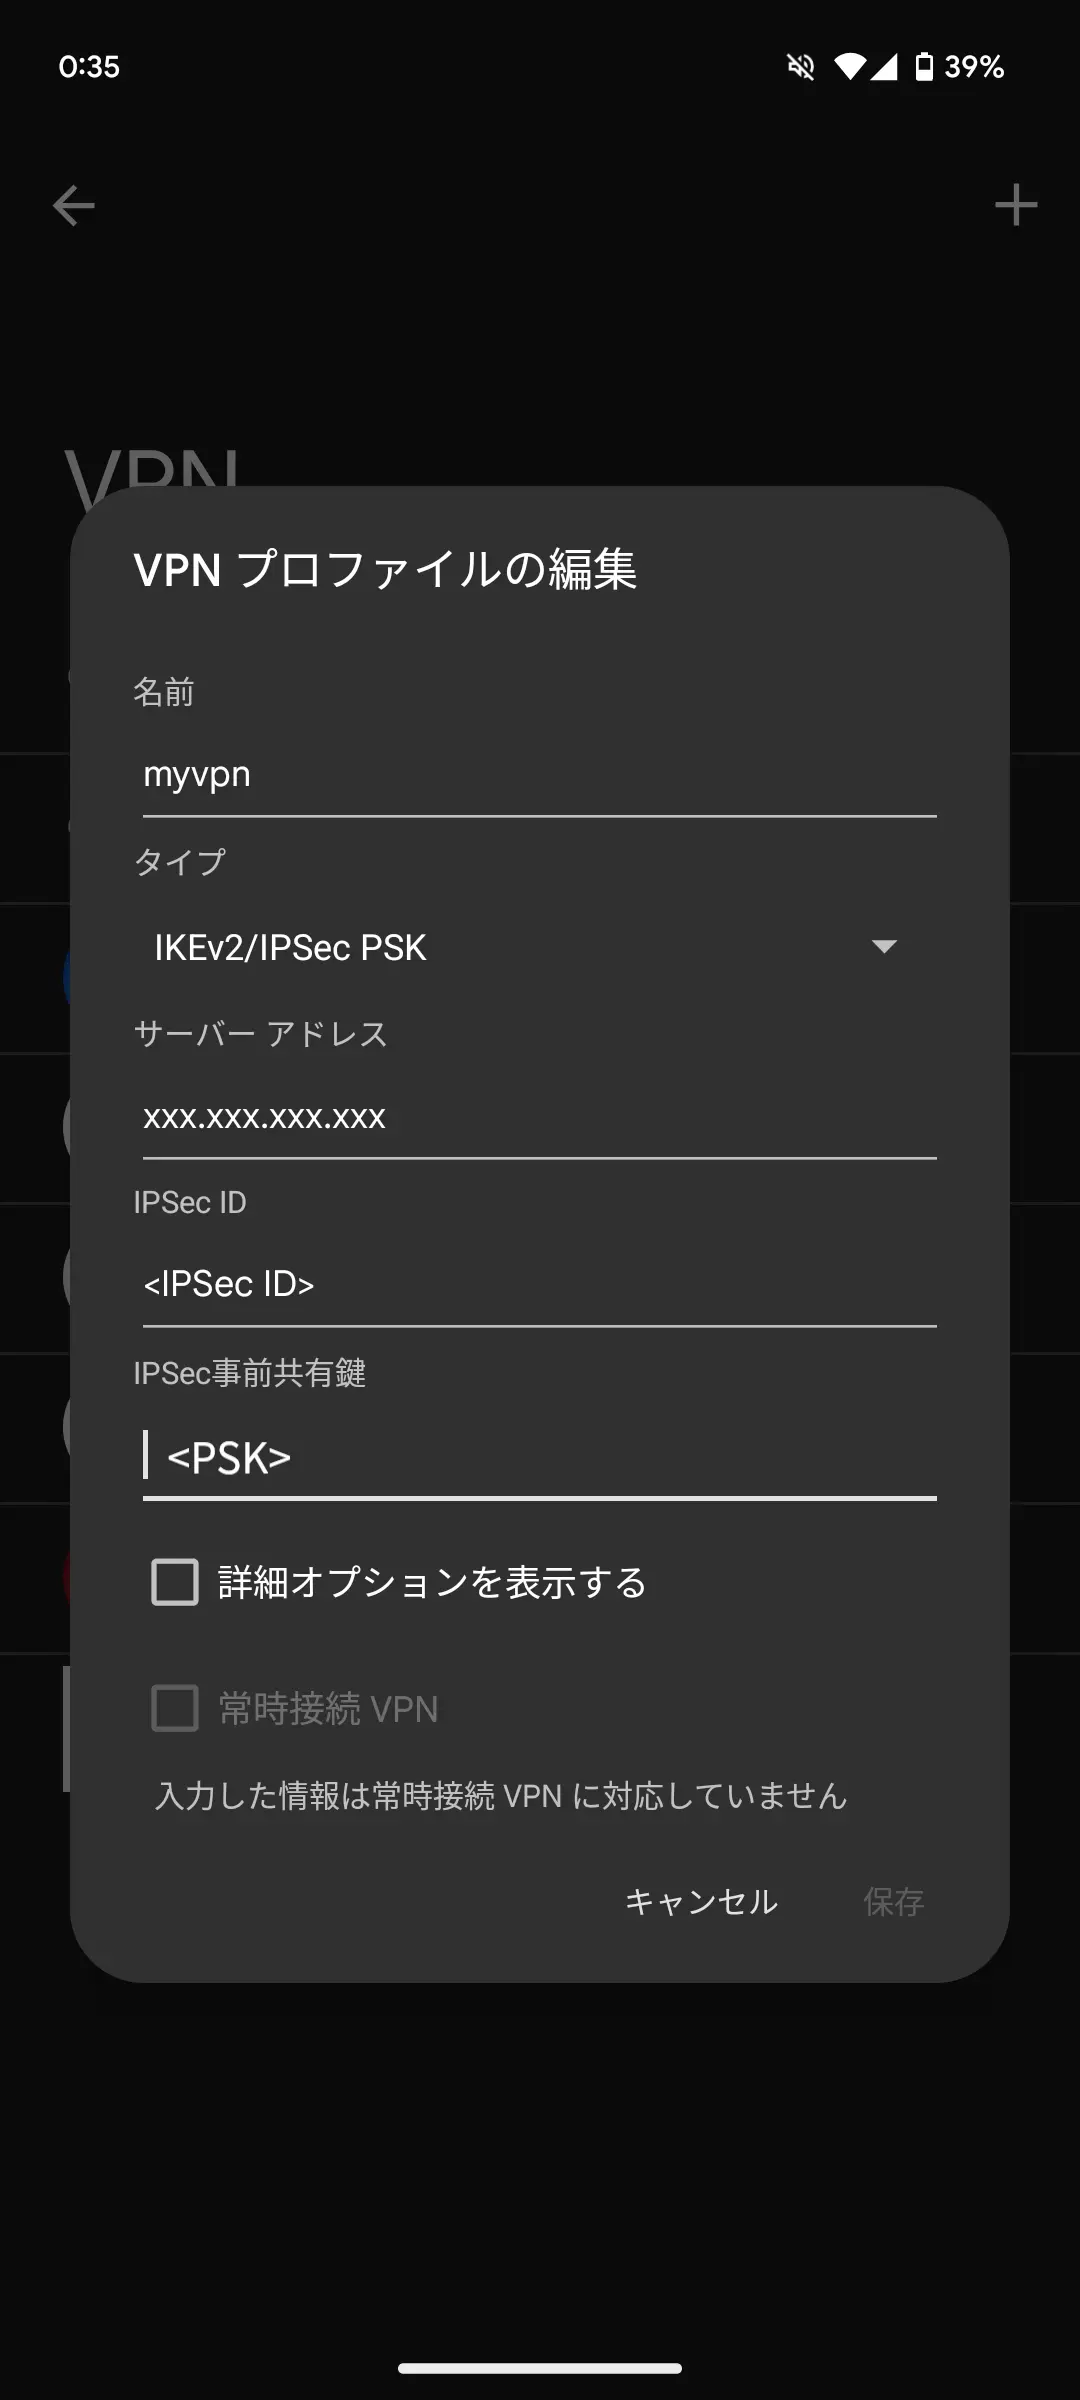 0:35
39%
VPN
VPN プロファイルの編集
名前
myvpn
タイプ
IKEv2/IPSec PSK
サーバー アドレス
xxx.xxx.xxx.xxx
IPSec ID
<IPSec ID>
IPSec事前共有鍵
<PSK>
詳細オプションを表示する
常時接続 VPN
入力した情報は常時接続 VPN に対応していません
キャンセル 保存